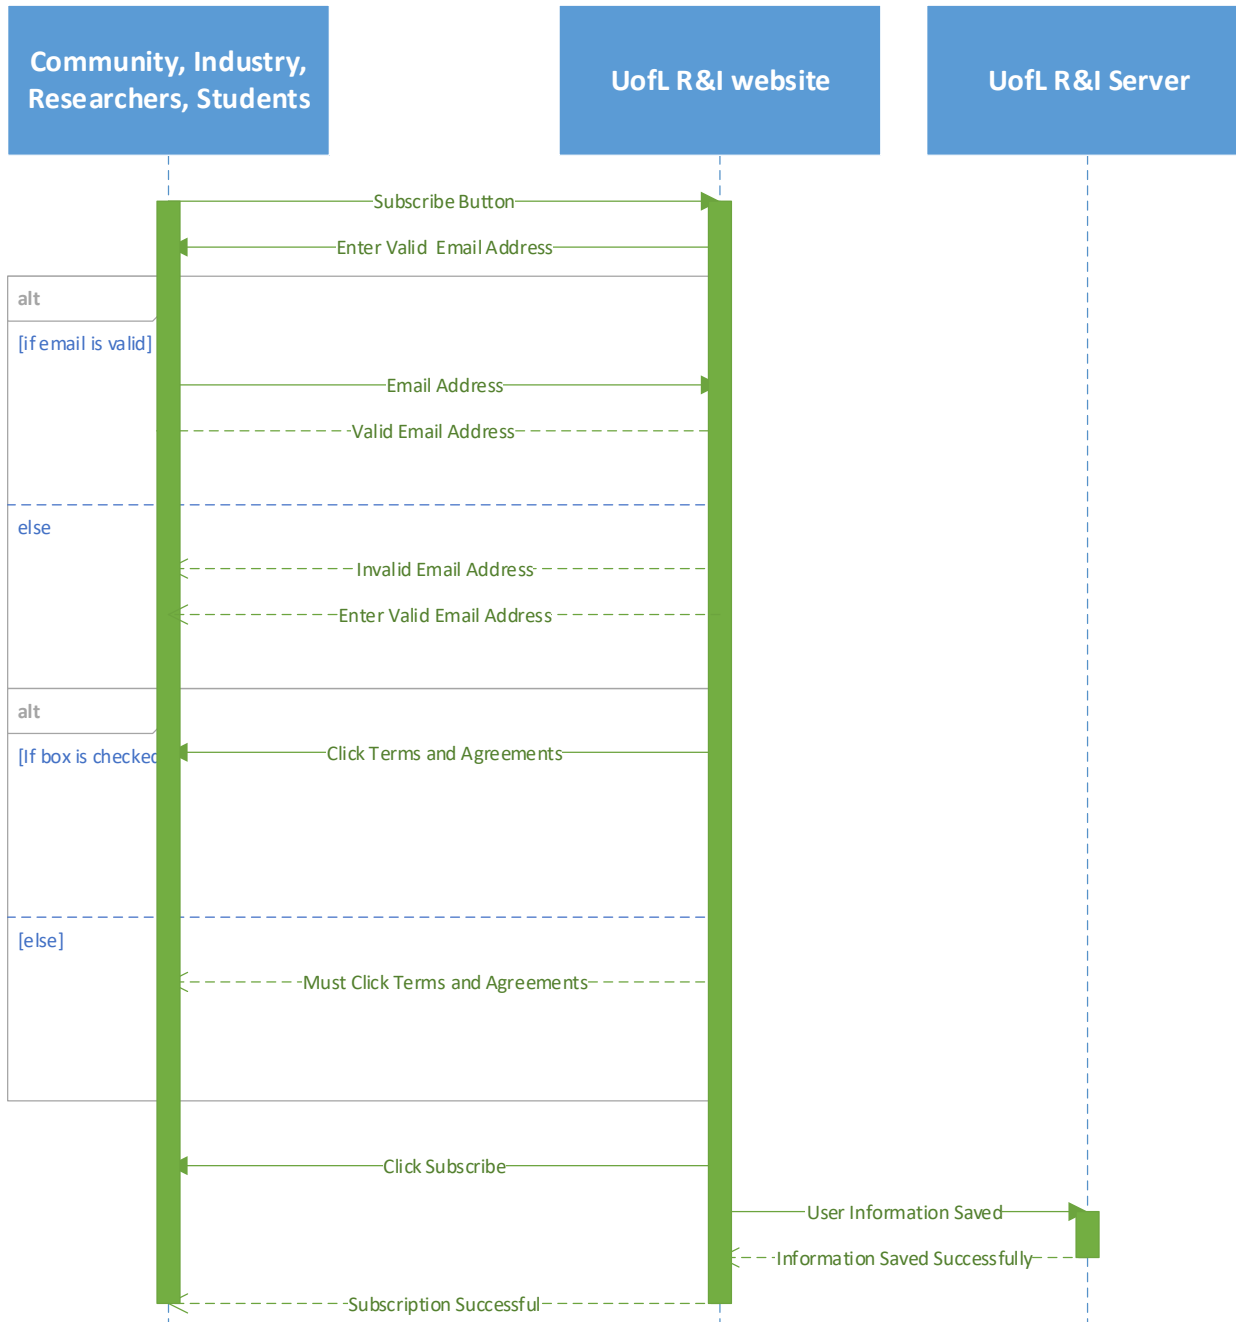 Community, Industry,
Researchers, Students
UofL R&I website
UofL R&I Server
Subscribe Button
Enter Valid Email Address
alt
[if email is valid]
Email Address
Valid Email Address
else
Invalid Email Address
Enter Valid Email Address
alt
[If box is checked
Click Terms and Agreements
[else]
Must Click Terms and Agreements
Click Subscribe
User Information Saved
Information Saved Successfully
Subscription Successful